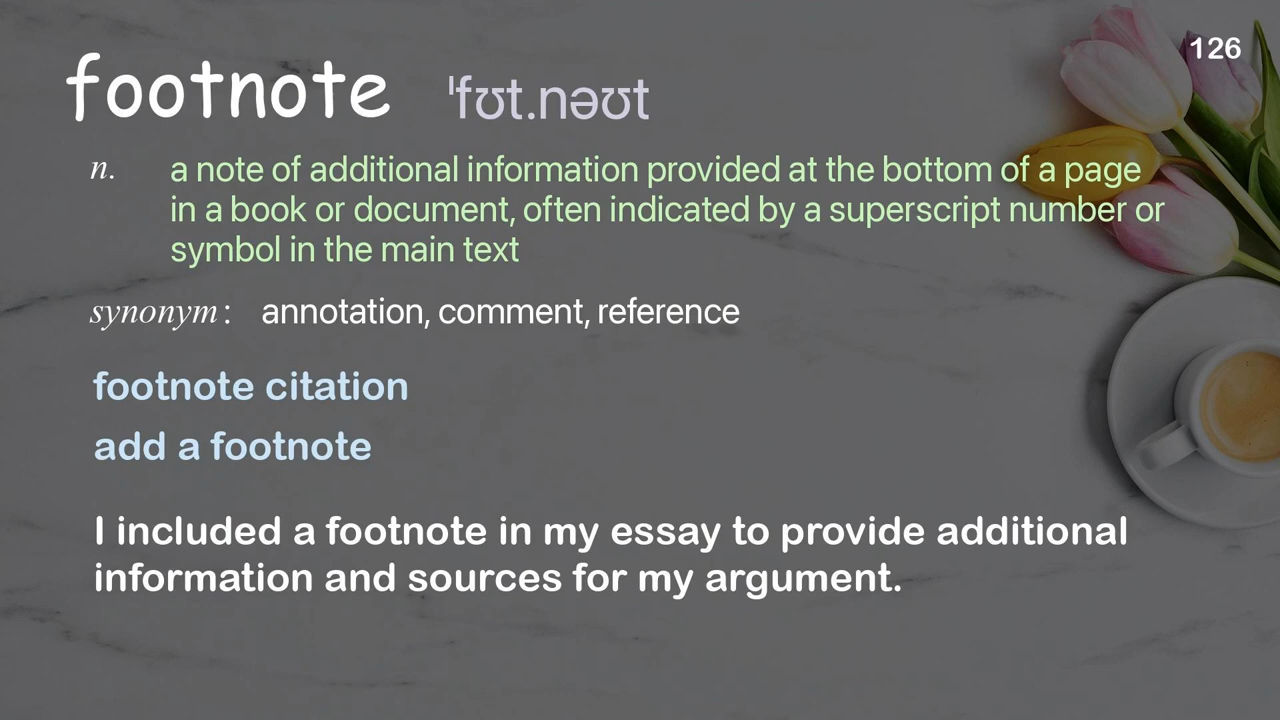 126
footnote ˈfʊt.nəʊt
n. a note of additional information provided at the bottom of a page
in a book or document, often indicated by a superscript number or
symbol in the main text
synonym: annotation, comment, reference
footnote citation
add a footnote
I included a footnote in my essay to provide additional
information and sources for my argument.